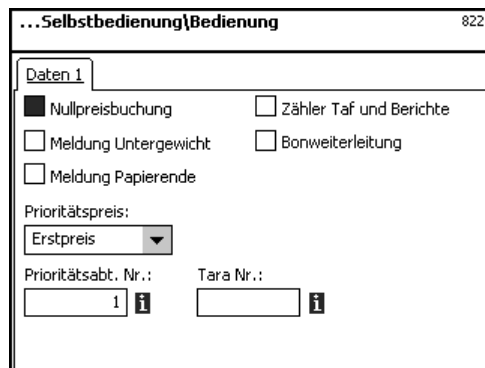 ...Selbstbedienung\Bedienung 822
Daten 1
Nullpreisbuchung Zähler Taf und Berichte
Meldung Untergewicht Bonweiterleitung
Meldung Papierende
Prioritätspreis:
Erstpreis
Prioritätsabt. Nr.: Tara Nr.:
1 i i